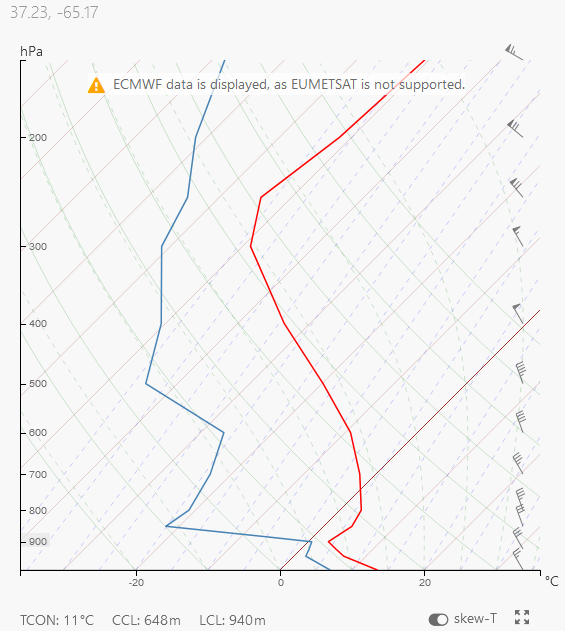 37.23, -65.17
hPa
ECMWF data is displayed, as EUMETSAT is not supported.
200
300
400
500
600
700
800
900
-20 0 20 °C
TCON: 11°C CCL: 648m LCL: 940m skew-T